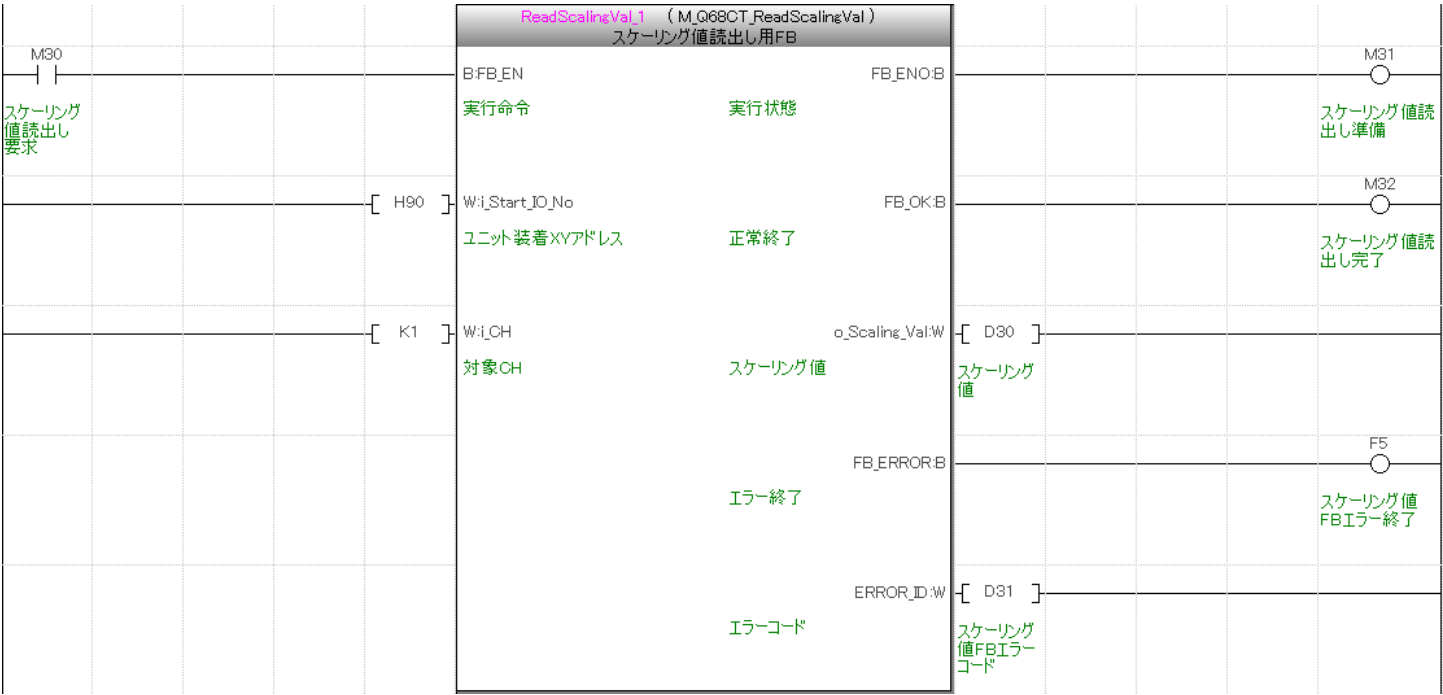 ReadScalingVal_1 (M_Q68CT_ReadScalingVal)
スケーリング値読出し用FB
M30
スケーリング
値読出し
要求
B:FB_EN
実行命令
FB_ENO:B
実行状態
M31
スケーリング値読
出し準備
H90
W:i_Start_IO_No
ユニット装着XYアドレス
FB_OK:B
正常終了
M32
スケーリング値読
出し完了
K1
W:i_CH
対象CH
o_Scaling_Val:W
スケーリング値
D30
スケーリング
値
FB_ERROR:B
エラー終了
F5
スケーリング値
FBエラー終了
ERROR_ID:W
エラーコード
D31
スケーリング
値FBエラー
コード